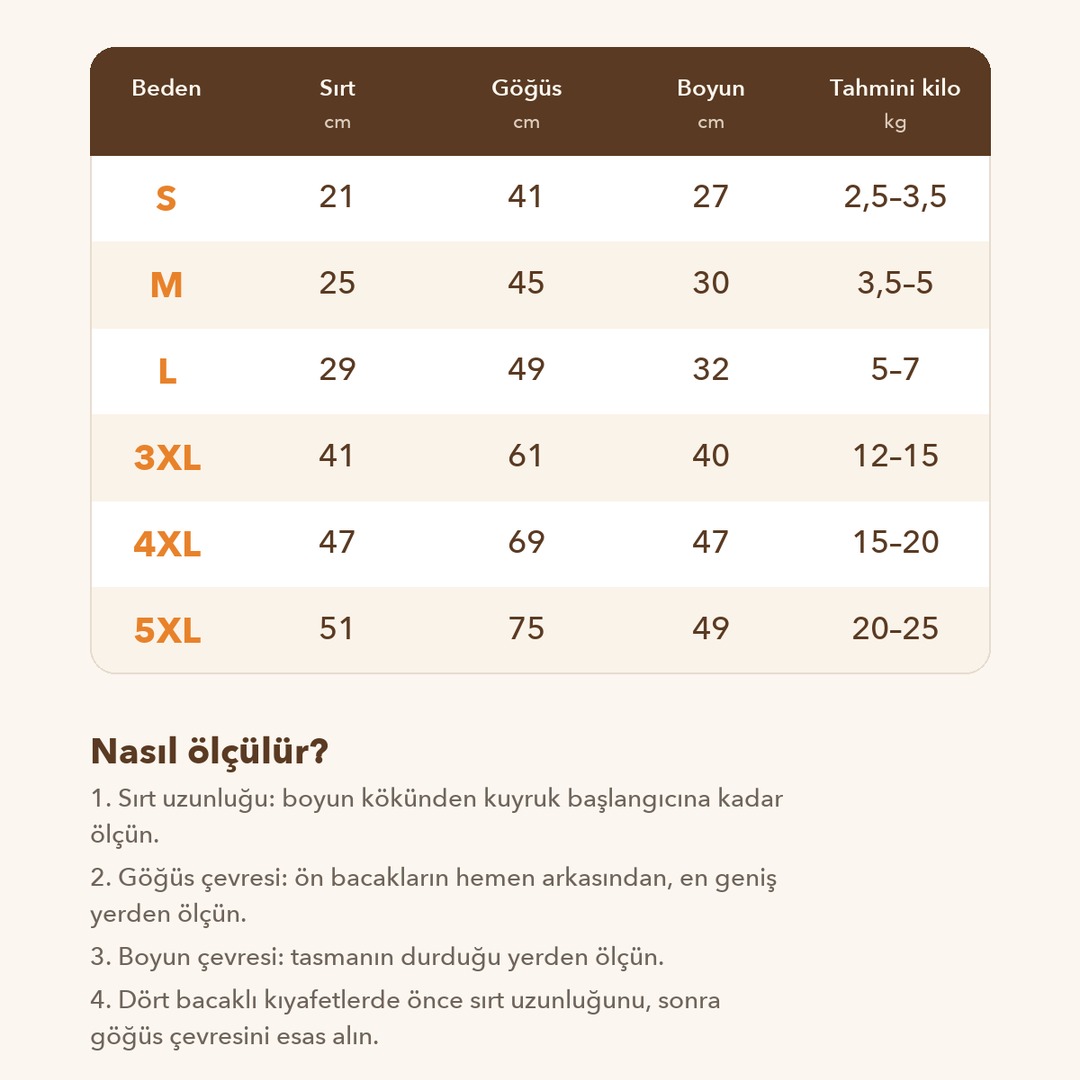 Beden Sırt Göğüs Boyun Tahmini kilo
cm cm cm kg
S 21 41 27 2,5–3,5
M 25 45 30 3,5–5
L 29 49 32 5–7
3XL 41 61 40 12–15
4XL 47 69 47 15–20
5XL 51 75 49 20–25
Nasıl ölçülür?
1. Sırt uzunluğu: boyun kökünden kuyruk başlangıcına kadar
ölçün.
2. Göğüs çevresi: ön bacakların hemen arkasından, en geniş
yerden ölçün.
3. Boyun çevresi: tasmanın durduğu yerden ölçün.
4. Dört bacaklı kıyafetlerde önce sırt uzunluğunu, sonra
göğüs çevresini esas alın.